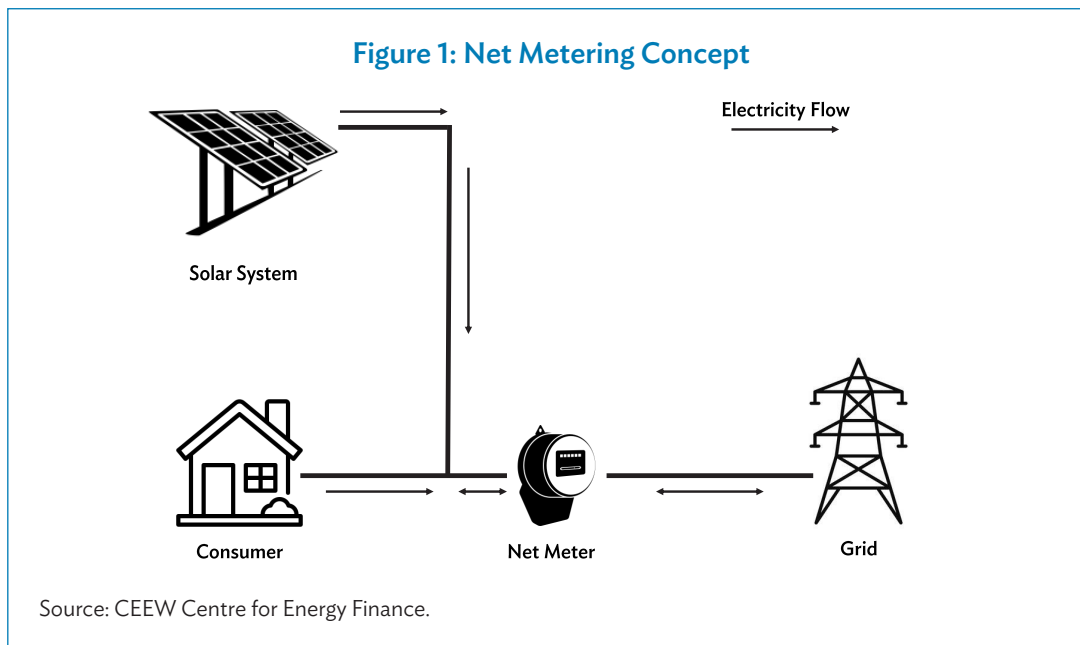 Figure 1: Net Metering Concept
Electricity Flow
Solar System
Consumer
Net Meter
Grid
Source: CEEW Centre for Energy Finance.